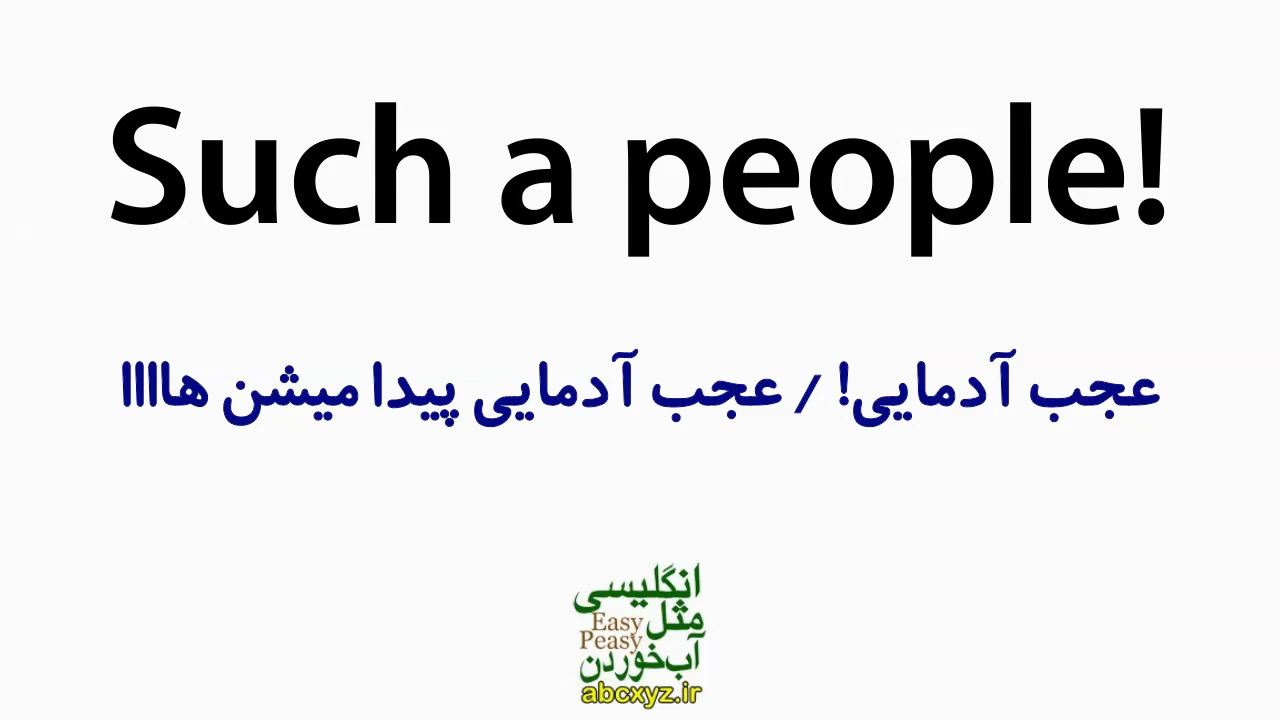 Such a people!
عجب آدمایی! / عجب آدمایی پیدا میشن هاااا
انگلیسی
مثل
Easy
Peasy
آب‌خوردن
abcxyz.ir